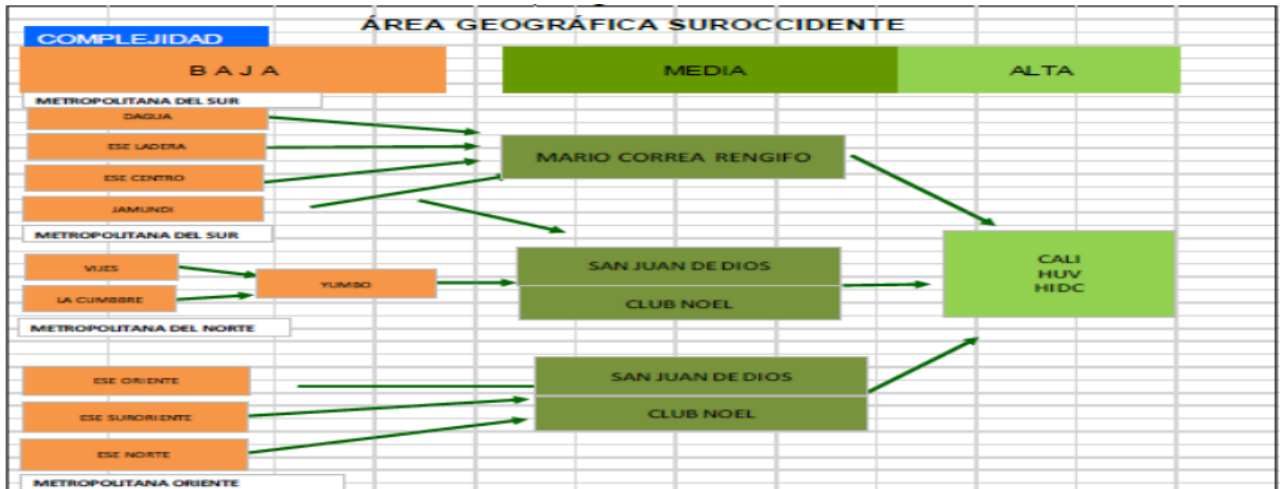 ÁREA GEOGRÁFICA SUROCCIDENTE
COMPLEJIDAD
BAJA
MEDIA
ALTA
METROPOLITANA DEL SUR
DAGUA
ESE LADERA
MARIO CORREA RENGIFO
ESE CENTRO
JAMUNDI
METROPOLITANA DEL SUR
VIJES
YUMBO
LA CUMBBRE
SAN JUAN DE DIOS
CLUB NOEL
CALI
HUV
HIDC
METROPOLITANA DEL NORTE
ESE ORIENTE
SAN JUAN DE DIOS
ESE SURORIENTE
CLUB NOEL
ESE NORTE
METROPOLITANA ORIENTE